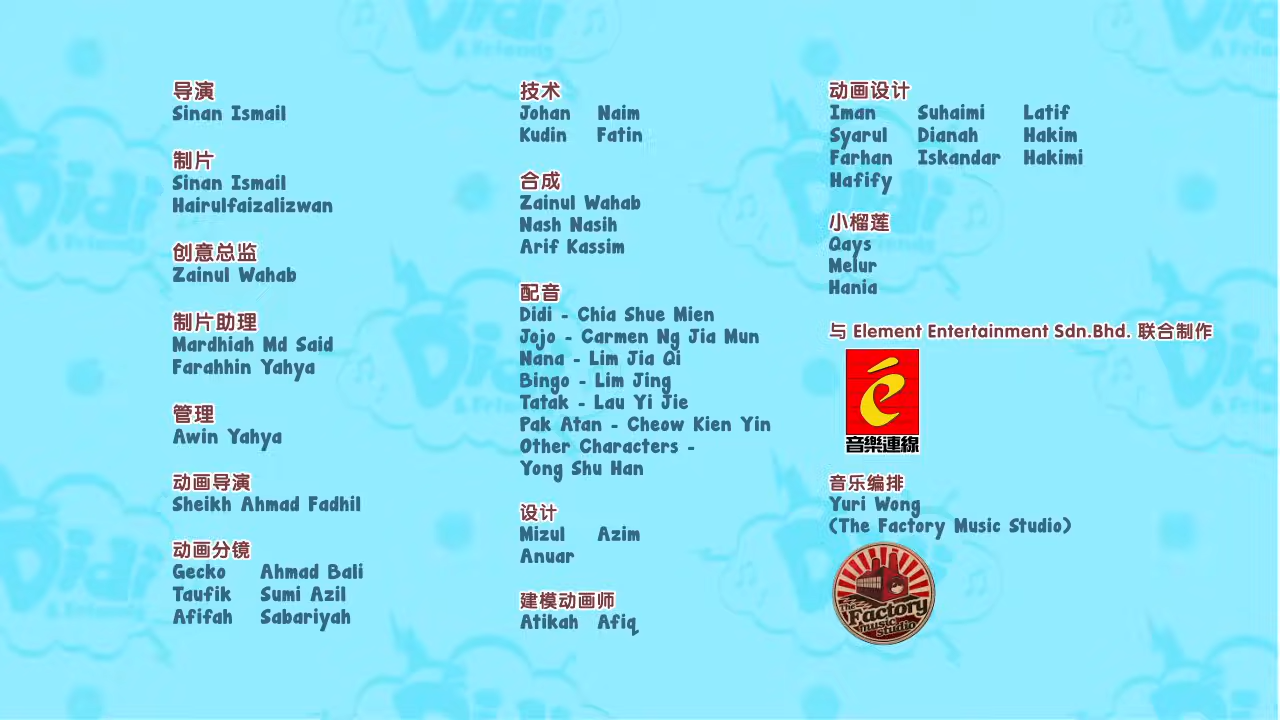 导演
Sinan Ismail
制片
Sinan Ismail
Hairulfaizalizwan
创意总监
Zainul Wahab
制片助理
Mardhiah Md Said
Farahhin Yahya
管理
Awin Yahya
动画导演
Sheikh Ahmad Fadhil
动画分镜
Gecko Ahmad Bali
Taufik Sumi Azil
Afifah Sabariyah
技术
Johan Naim
Kudin Fatin
合成
Zainul Wahab
Nash Nasih
Arif Kassim
配音
Didi - Chia Shue Mien
Jojo - Carmen Ng Jia Mun
Nana - Lim Jia Qi
Bingo - Lim Jing
Tatak - Lau Yi Jie
Pak Atan - Cheow Kien Yin
Other Characters -
Yong Shu Han
设计
Mizul Azim
Anuar
建模动画师
Atikah Afiq
动画设计
Iman Suhaimi Latif
Syarul Dianah Hakim
Farhan Iskandar Hakimi
Hafify
小榴莲
Qays
Melur
Hania
与 Element Entertainment Sdn.Bhd. 联合制作
é
音樂連線
音乐编排
Yuri Wong
(The Factory Music Studio)
The
Factory
music
studio
Didi
& Friends